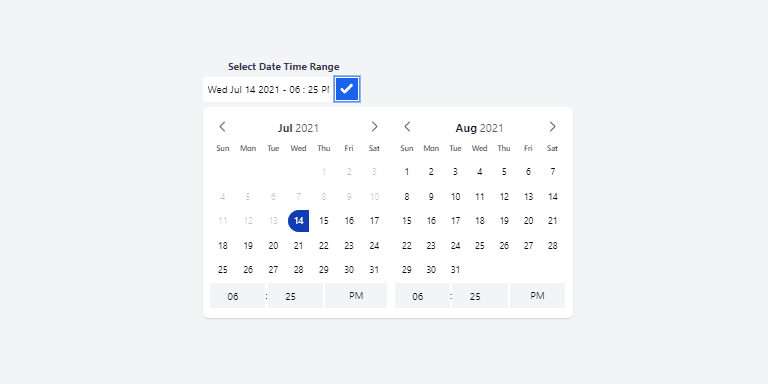 Select Date Time Range
Wed Jul 14 2021 - 06 : 25 P
Jul 2021
Sun Mon Tue Wed Thu Fri Sat
1 2 3
4 5 6 7 8 9 10
11 12 13 14 15 16 17
18 19 20 21 22 23 24
25 26 27 28 29 30 31
06 : 25 PM
Aug 2021
Sun Mon Tue Wed Thu Fri Sat
1 2 3 4 5 6 7
8 9 10 11 12 13 14
15 16 17 18 19 20 21
22 23 24 25 26 27 28
29 30 31
06 : 25 PM